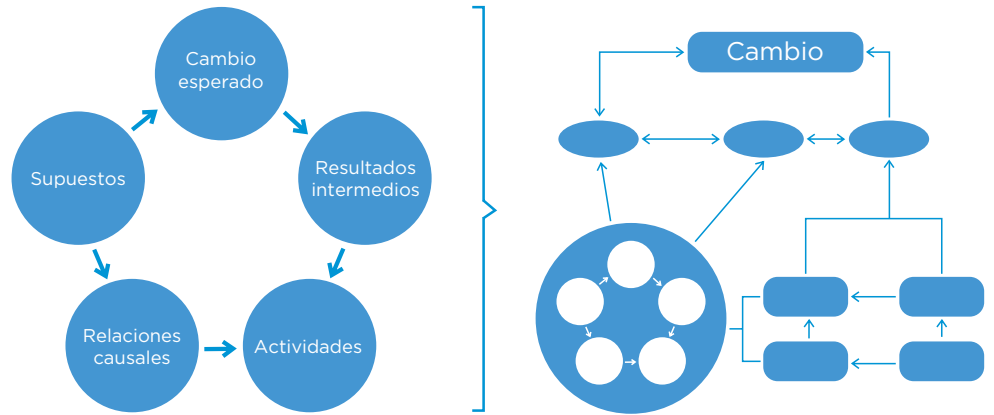 Cambio
esperado
Supuestos
Resultados
intermedios
Relaciones
causales
Actividades
Cambio